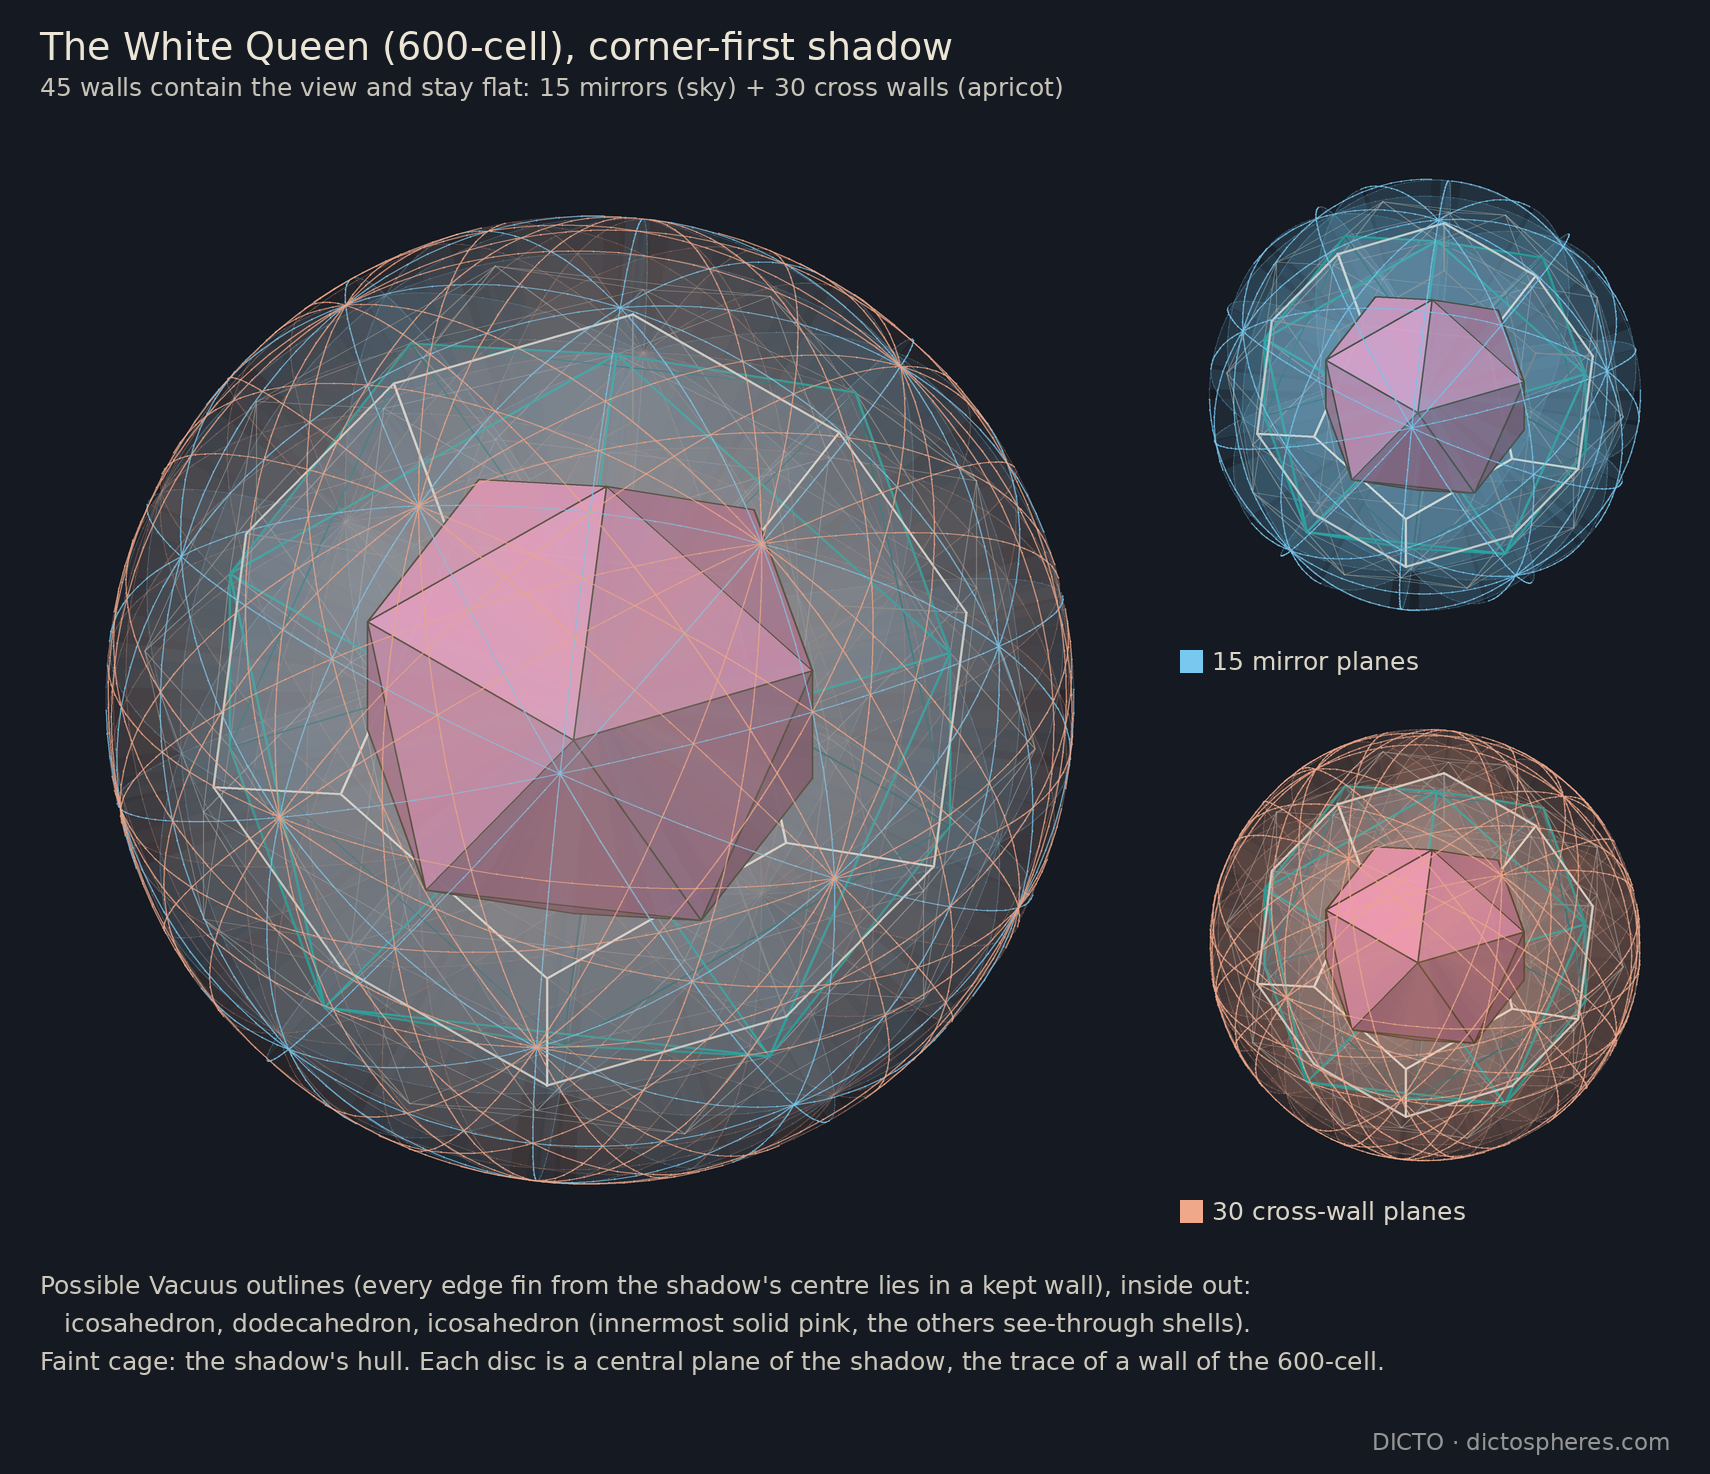 The White Queen (600-cell), corner-first shadow
45 walls contain the view and stay flat: 15 mirrors (sky) + 30 cross walls (apricot)
15 mirror planes
30 cross-wall planes
Possible Vacuus outlines (every edge fin from the shadow's centre lies in a kept wall), inside out:
icosahedron, dodecahedron, icosahedron (innermost solid pink, the others see-through shells).
Faint cage: the shadow's hull. Each disc is a central plane of the shadow, the trace of a wall of the 600-cell.
DICTO · dictospheres.com